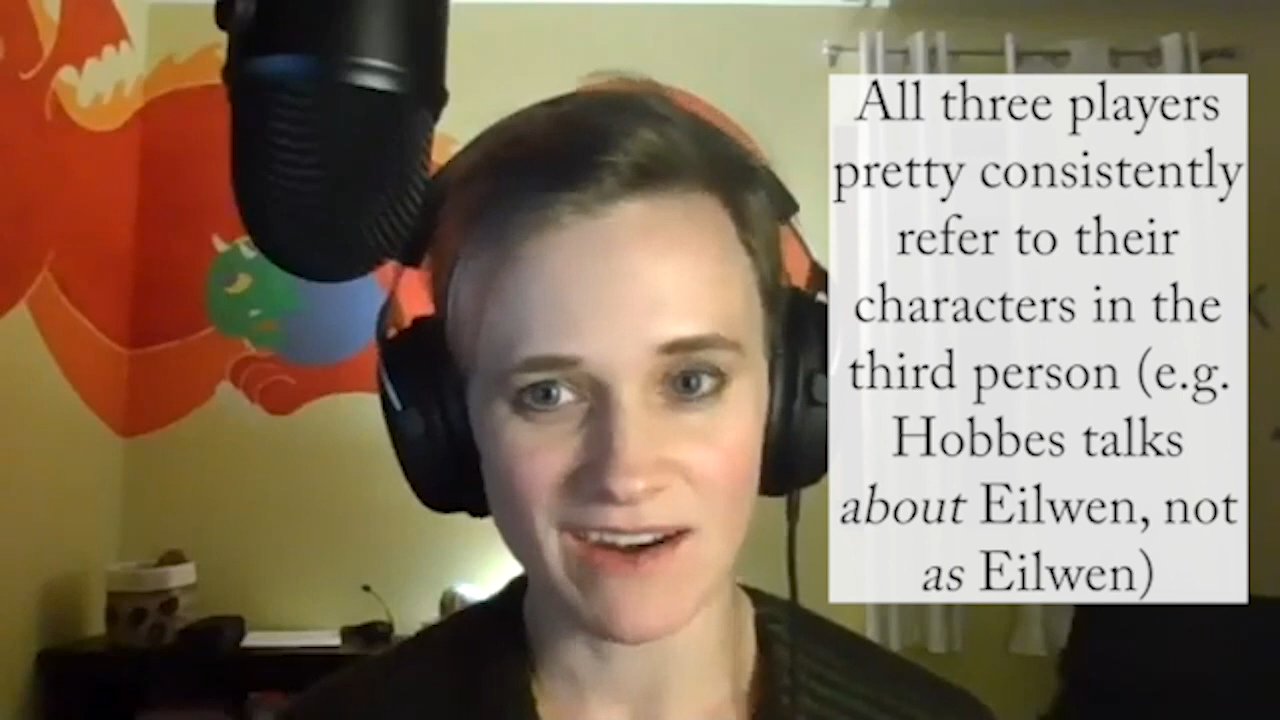 All three players
pretty consistently
refer to their
characters in the
third person (e.g.
Hobbes talks
about Eilwen, not
as Eilwen)